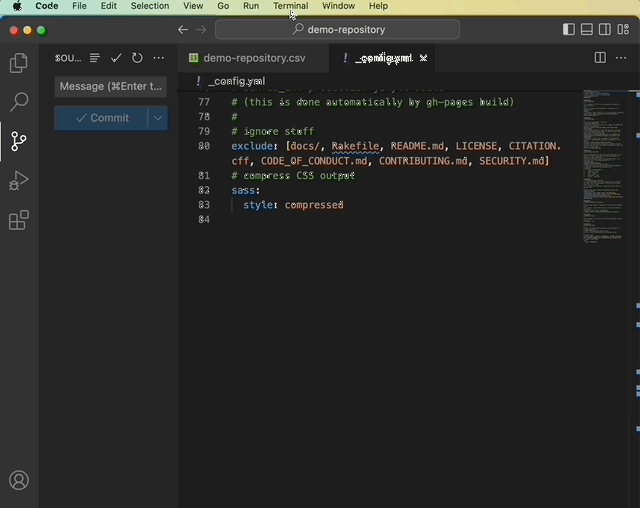 Code File Edit Selection View Go Run Terminal Window Help
demo-repository
SOU... demo-repository.csv ! _config.yml
! _config.yml
Message (⌘Enter t...
Commit
77 # (this is done automatically by gh-pages build)
78 #
79 # ignore stuff
80 exclude: [docs/, Rakefile, README.md, LICENSE, CITATION.
cff, CODE_OF_CONDUCT.md, CONTRIBUTING.md, SECURITY.md]
81 # compress CSS output
82 sass:
83 style: compressed
84